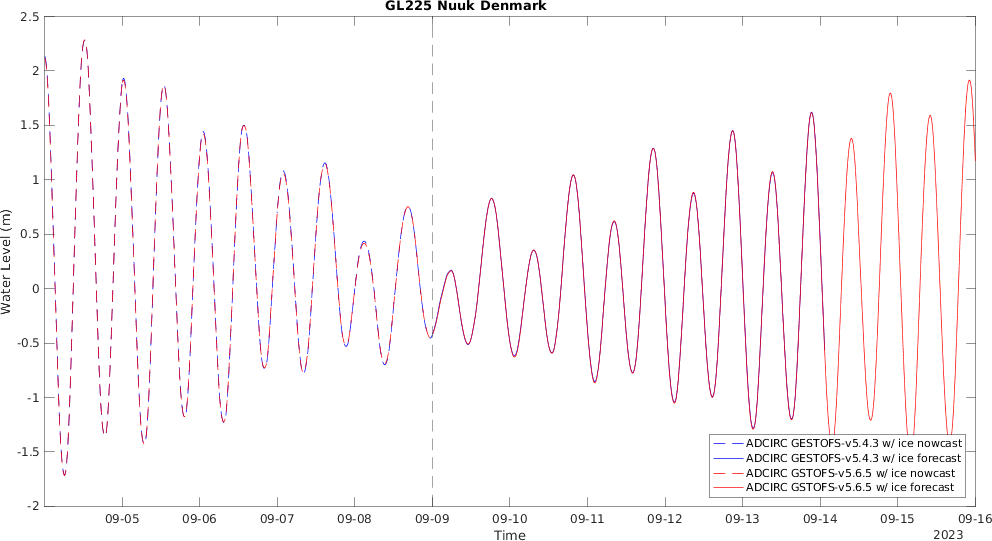 GL225 Nuuk Denmark
2.5
2
1.5
1
0.5
0
-0.5
-1
-1.5
-2
Water Level (m)
09-05 09-06 09-07 09-08 09-09 09-10 09-11 09-12 09-13 09-14 09-15 09-16
Time
2023
ADCIRC GESTOFS-v5.4.3 w/ ice nowcast
ADCIRC GESTOFS-v5.4.3 w/ ice forecast
ADCIRC GSTOFS-v5.6.5 w/ ice nowcast
ADCIRC GSTOFS-v5.6.5 w/ ice forecast